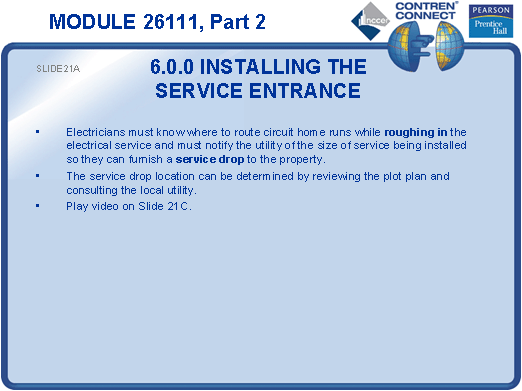 MODULE 26111, Part 2
nccer
CONTREN®
CONNECT
PEARSON
Prentice
Hall
SLIDE 21A
6.0.0 INSTALLING THE
SERVICE ENTRANCE
• Electricians must know where to route circuit home runs while roughing in the
electrical service and must notify the utility of the size of service being installed
so they can furnish a service drop to the property.
• The service drop location can be determined by reviewing the plot plan and
consulting the local utility.
• Play video on Slide 21C.